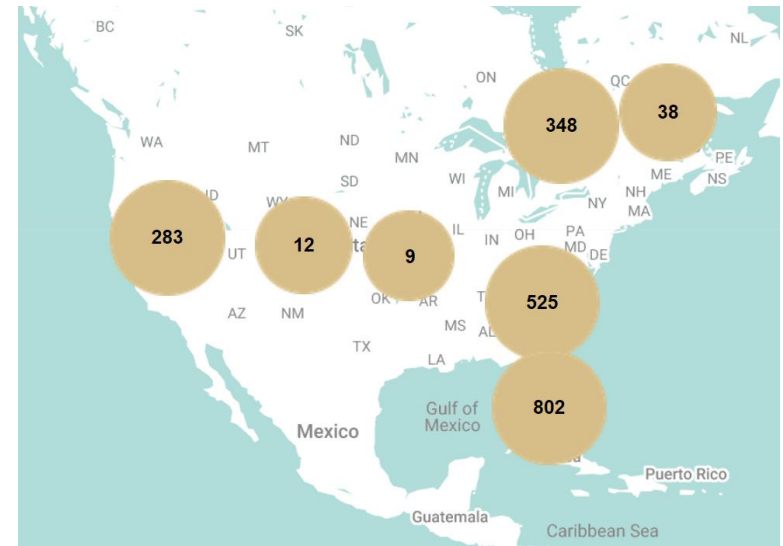 BC
SK
NL
ON
QC
348
38
WA
MT
ND
MN
SD
WI
MI
ME
PE
NS
NH
NY
MA
ID
WY
NE
283
UT
12
9
IL
IN
OH
PA
MD
DE
OK
AR
525
AZ
NM
MS
AL
TX
LA
802
Gulf of
Mexico
Mexico
Puerto Rico
Guatemala
Caribbean Sea